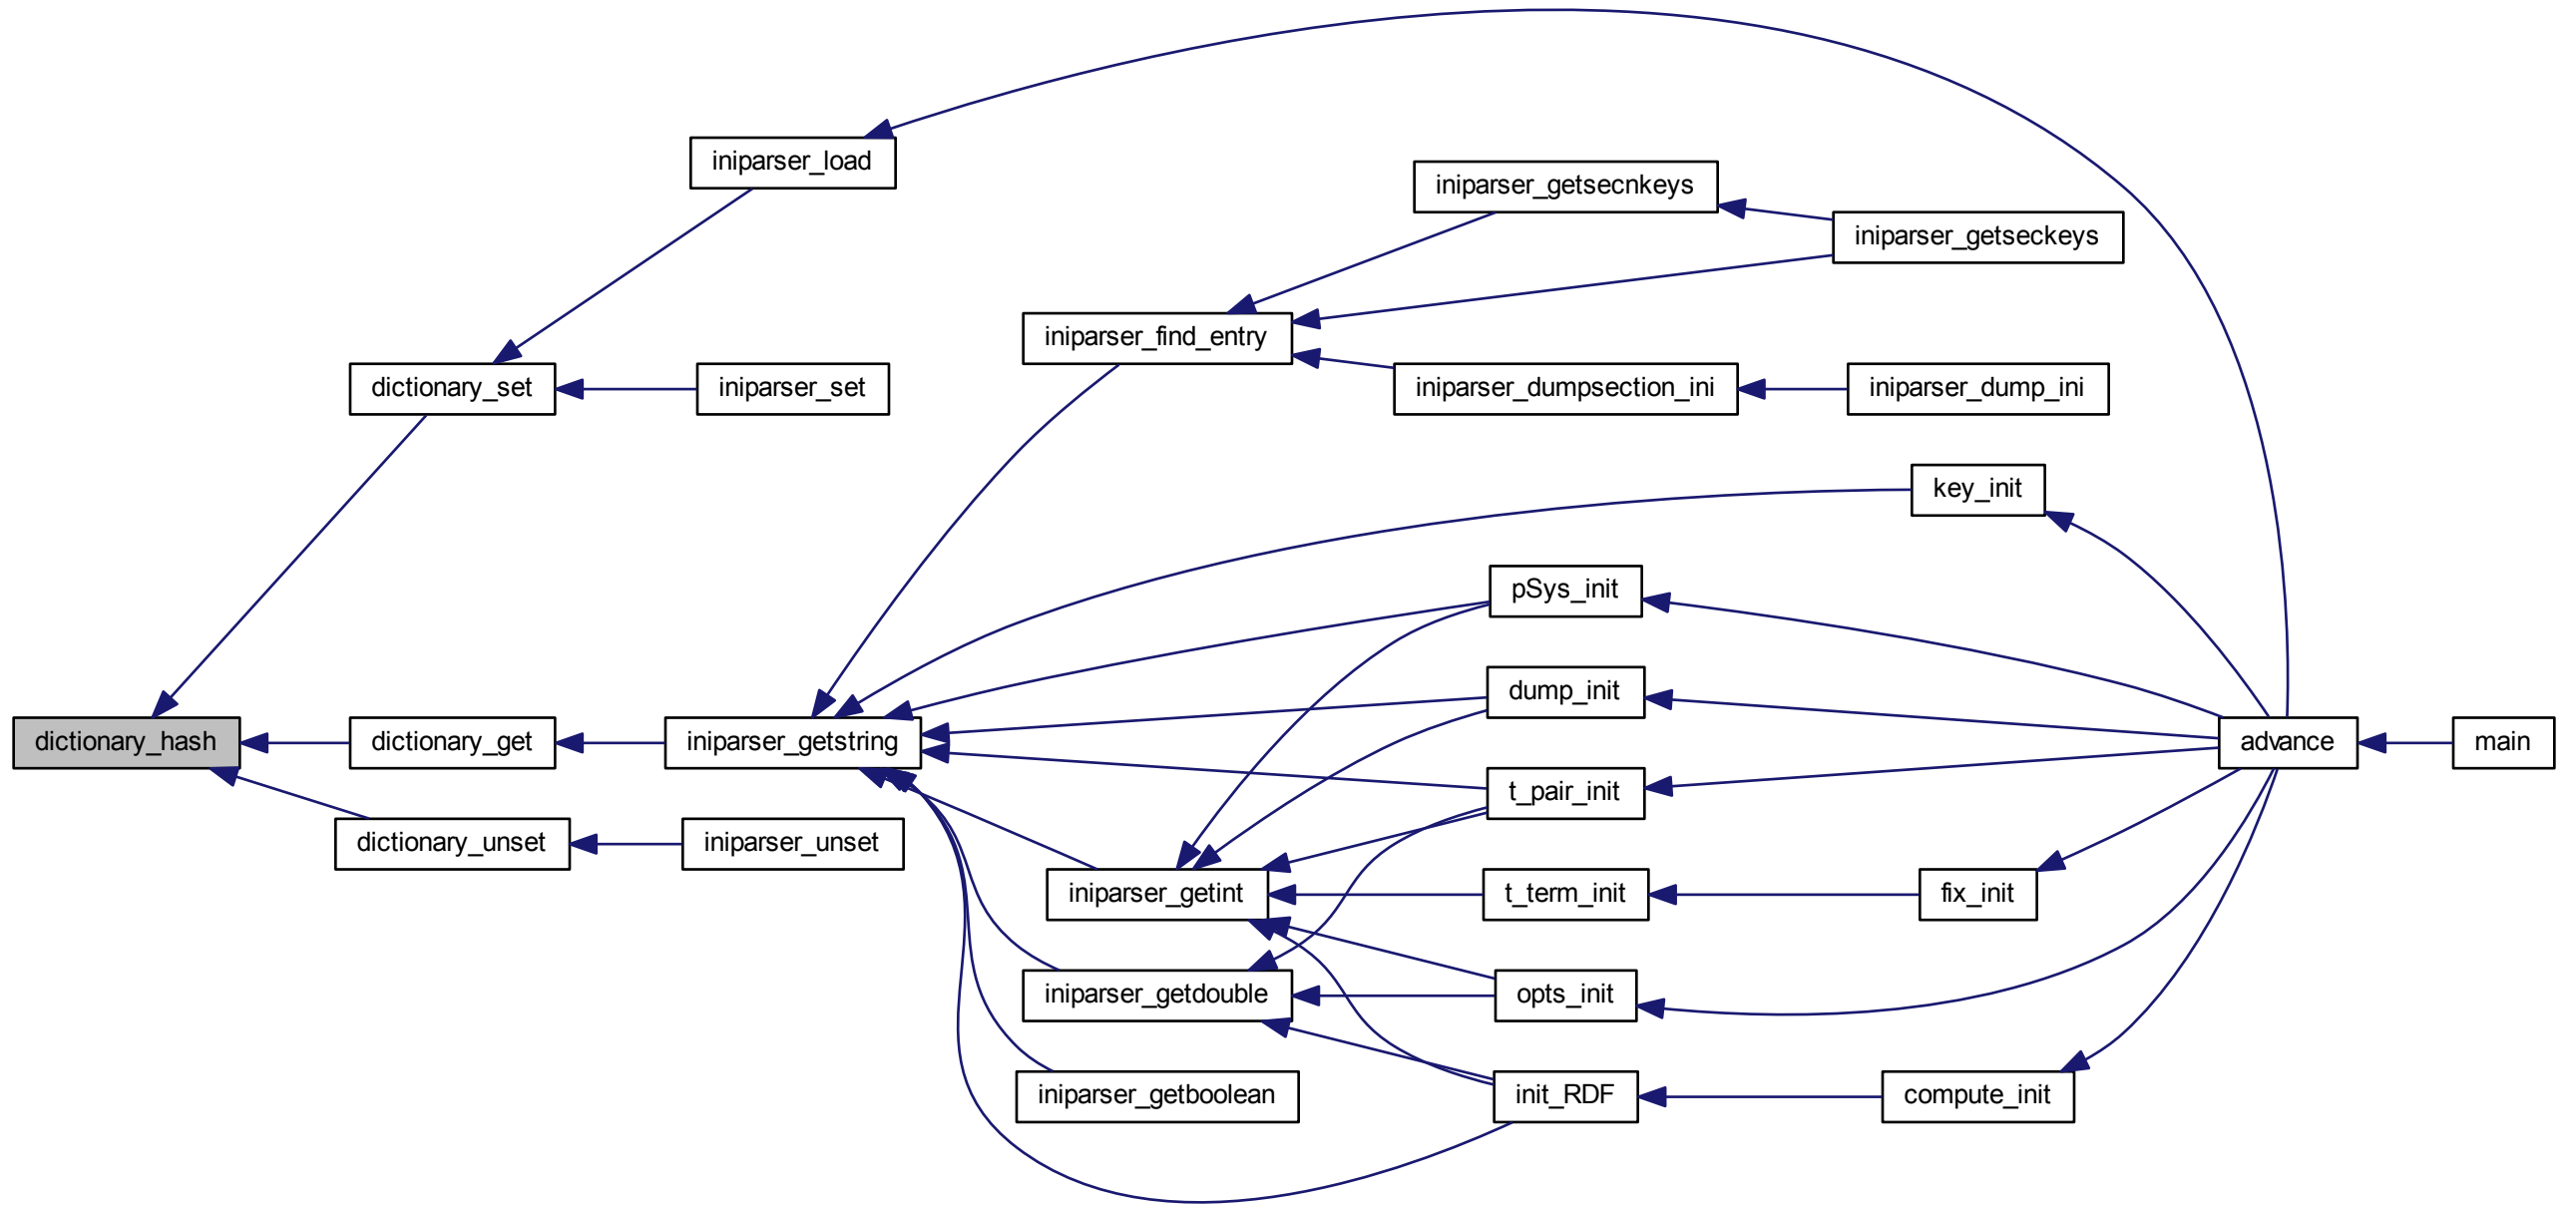 iniparser_load
iniparser_getsecnkeys
iniparser_getseckeys
iniparser_find_entry
dictionary_set
iniparser_set
iniparser_dumpsection_ini
iniparser_dump_ini
key_init
pSys_init
dump_init
dictionary_hash
dictionary_get
iniparser_getstring
advance
main
t_pair_init
dictionary_unset
iniparser_unset
iniparser_getint
t_term_init
fix_init
iniparser_getdouble
opts_init
iniparser_getboolean
init_RDF
compute_init